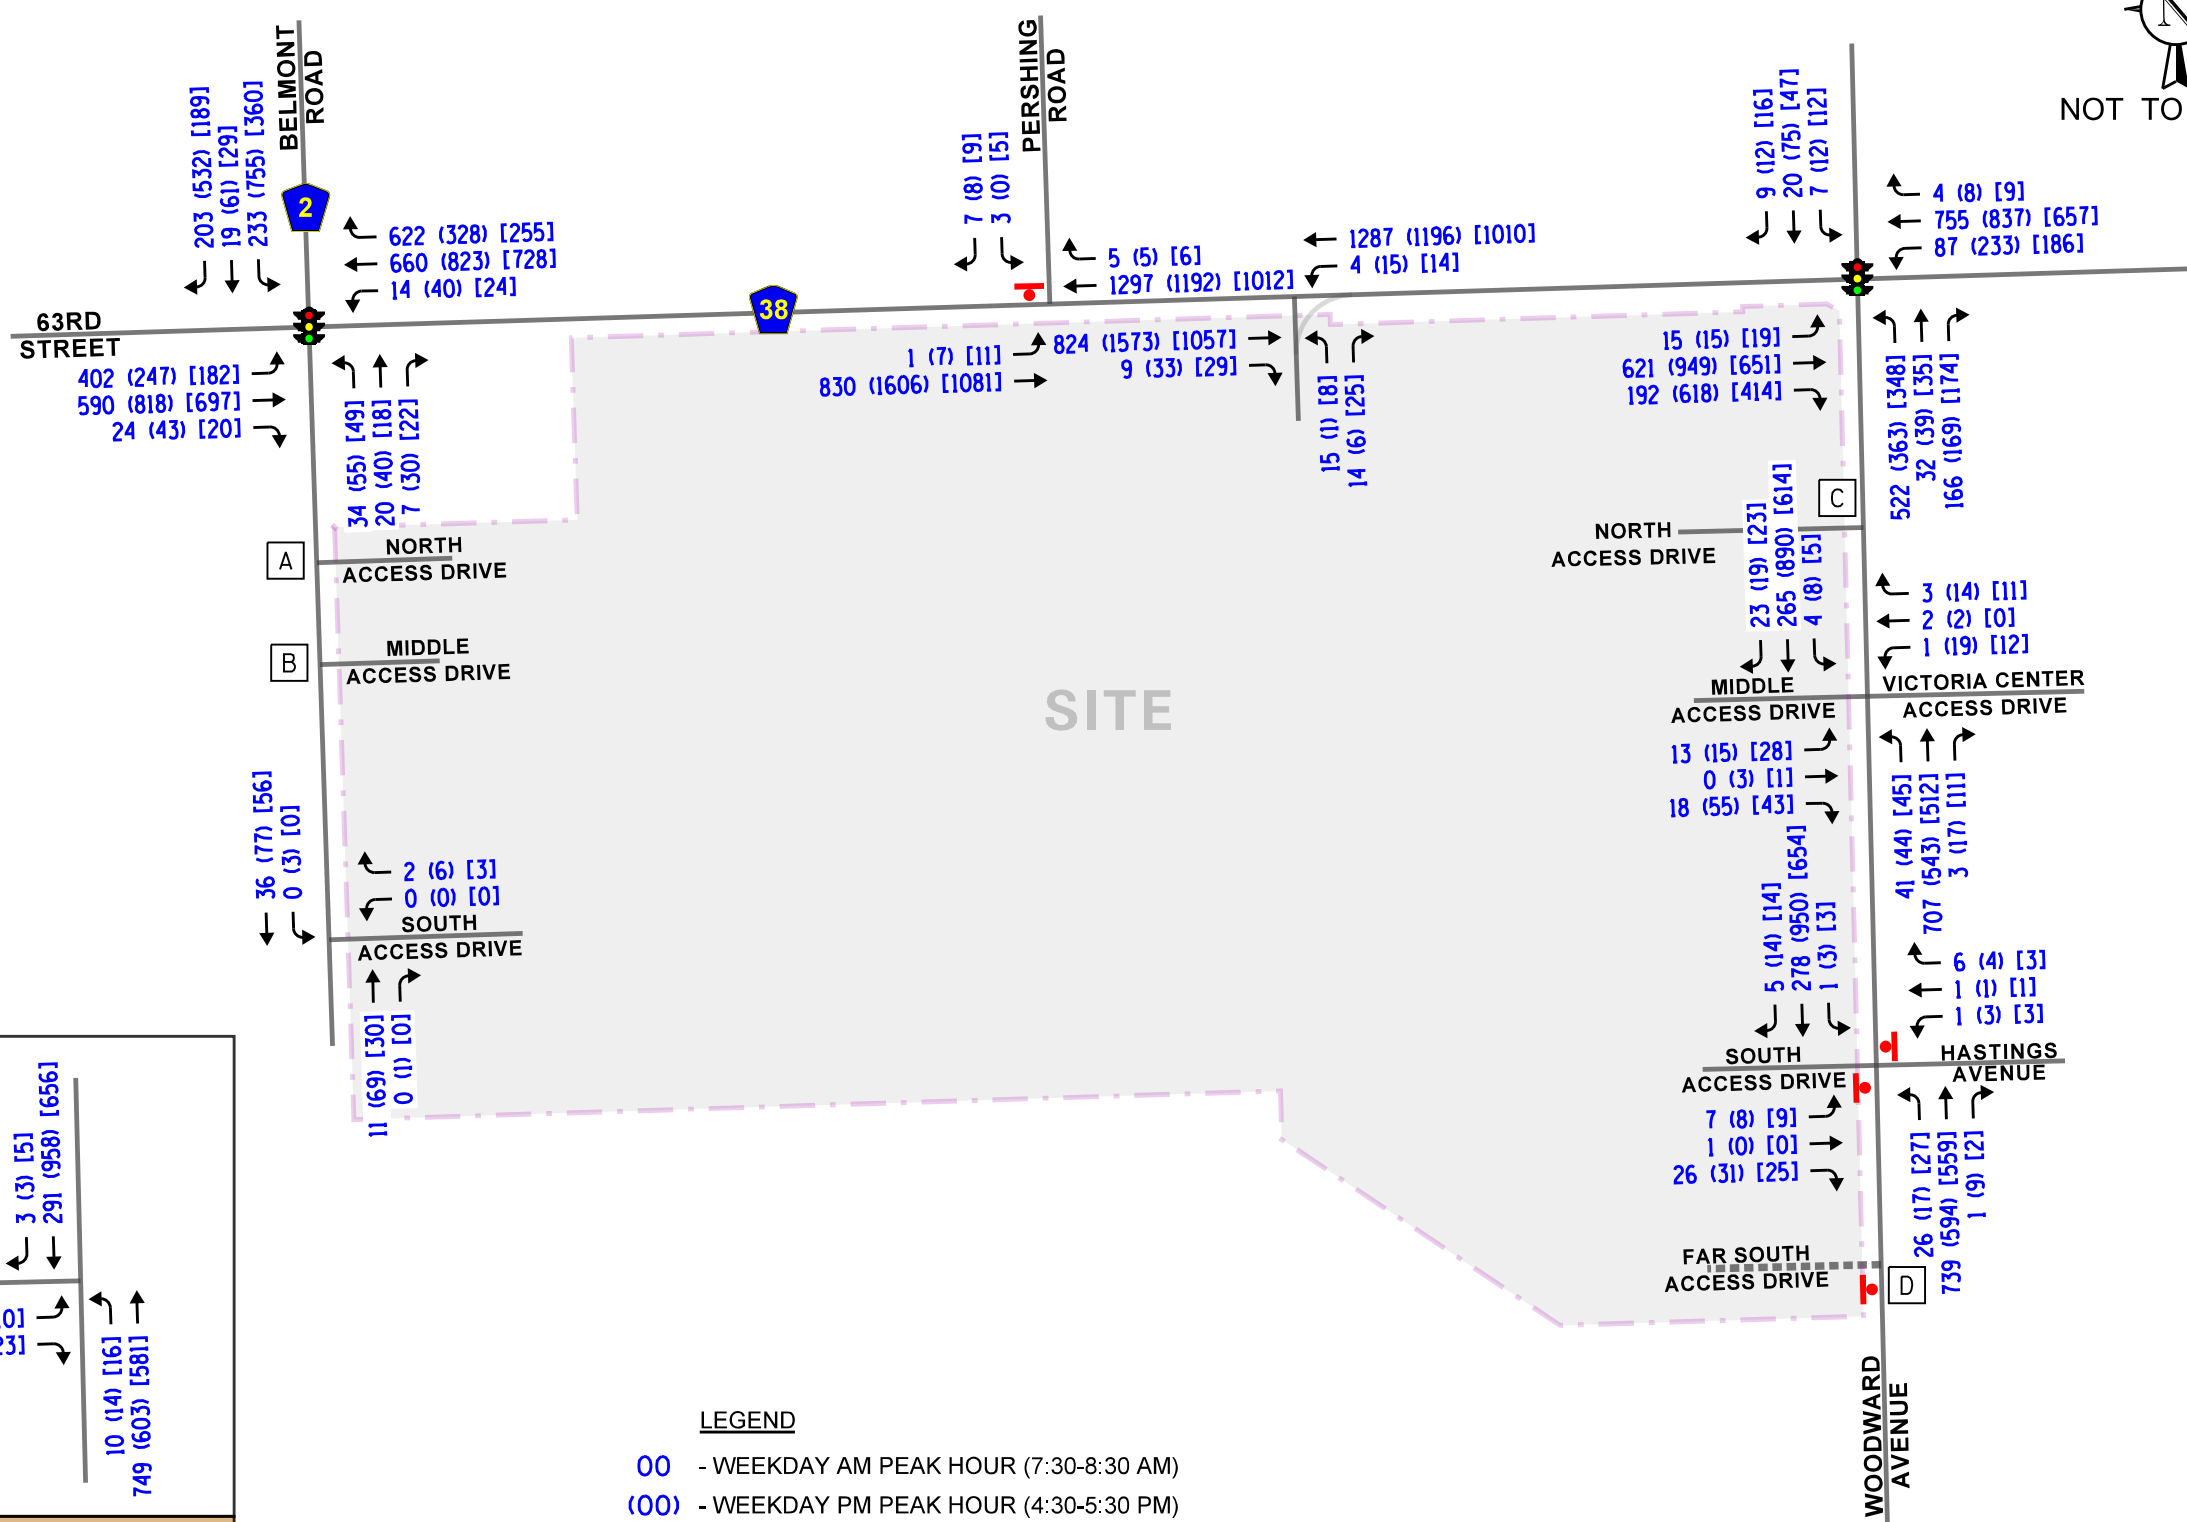 BELMONT
ROAD
PERSHING
ROAD
N
NOT TO
203 (532) [189]
19 (61) [29]
233 (755) [360]
2
622 (328) [255]
660 (823) [728]
14 (40) [24]
7 (8) [9]
3 (0) [5]
5 (5) [6]
1297 (1192) [1012]
1287 (1196) [1010]
4 (15) [14]
9 (12) [16]
20 (75) [47]
7 (12) [12]
4 (8) [9]
755 (837) [657]
87 (233) [186]
63RD
STREET
38
402 (247) [182]
590 (818) [697]
24 (43) [20]
34 (55) [49]
20 (40) [18]
7 (30) [22]
1 (7) [11]
830 (1606) [1081]
824 (1573) [1057]
9 (33) [29]
15 (1) [8]
14 (6) [25]
15 (15) [19]
621 (949) [651]
192 (618) [414]
522 (363) [348]
32 (39) [35]
166 (169) [174]
A
NORTH
ACCESS DRIVE
B
MIDDLE
ACCESS DRIVE
C
NORTH
ACCESS DRIVE
23 (19) [23]
265 (890) [614]
4 (8) [5]
3 (14) [11]
2 (2) [0]
1 (19) [12]
SITE
MIDDLE
ACCESS DRIVE
VICTORIA CENTER
ACCESS DRIVE
13 (15) [28]
0 (3) [1]
18 (55) [43]
41 (44) [45]
707 (543) [512]
3 (17) [11]
36 (77) [56]
0 (3) [0]
2 (6) [3]
0 (0) [0]
SOUTH
ACCESS DRIVE
11 (69) [30]
0 (1) [0]
5 (14) [14]
278 (950) [654]
1 (3) [3]
6 (4) [3]
1 (1) [1]
1 (3) [3]
SOUTH
ACCESS DRIVE
HASTINGS
AVENUE
7 (8) [9]
1 (0) [0]
26 (31) [25]
26 (17) [27]
739 (594) [559]
1 (9) [2]
FAR SOUTH
ACCESS DRIVE
D
WOODWARD
AVENUE
3 (3) [5]
291 (958) [656]
0]
23]
10 (14) [16]
749 (603) [581]
LEGEND
00 - WEEKDAY AM PEAK HOUR (7:30-8:30 AM)
(00) - WEEKDAY PM PEAK HOUR (4:30-5:30 PM)